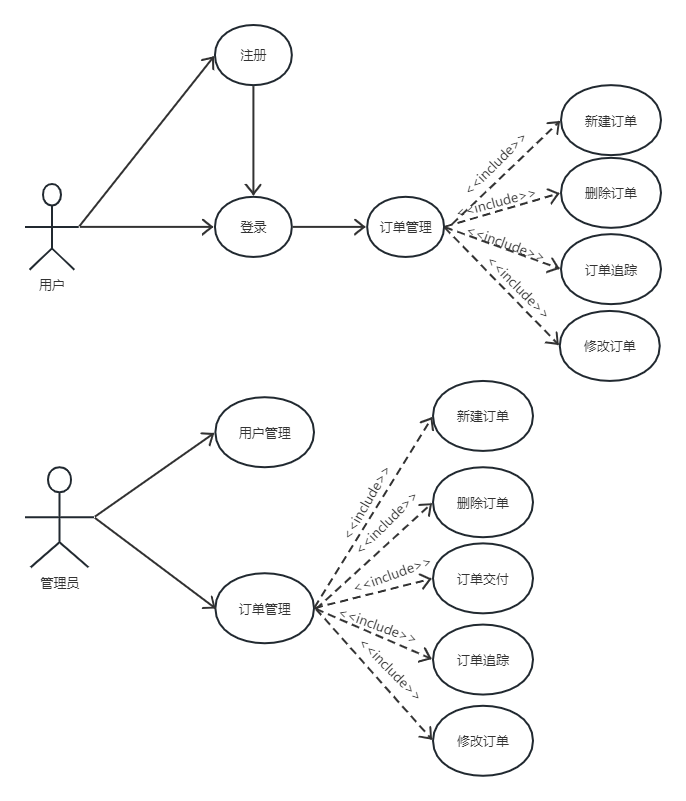 注册
新建订单
<<include>>
用户
登录
订单管理
<<include>>
删除订单
<<include>>
订单追踪
<<include>>
修改订单
用户管理
新建订单
<<include>>
管理员
订单管理
<<include>>
删除订单
<<include>>
订单交付
<<include>>
订单追踪
<<include>>
修改订单